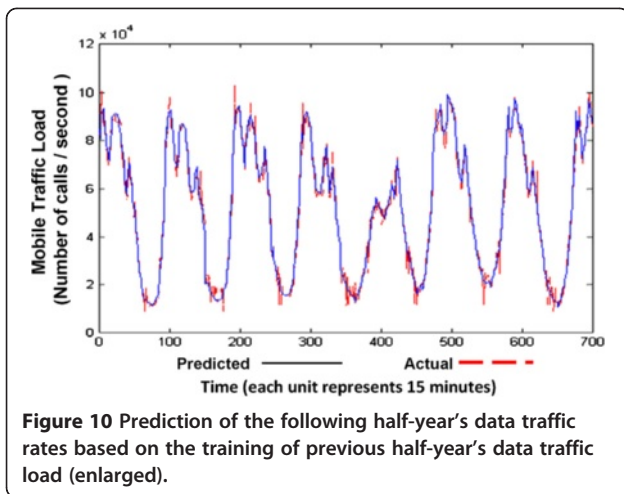 × 10⁴
12
10
8
6
4
2
0
Mobile Traffic Load
(Number of calls / second)
0 100 200 300 400 500 600 700
Predicted Actual
Time (each unit represents 15 minutes)
Figure 10 Prediction of the following half-year's data traffic
rates based on the training of previous half-year's data traffic
load (enlarged).